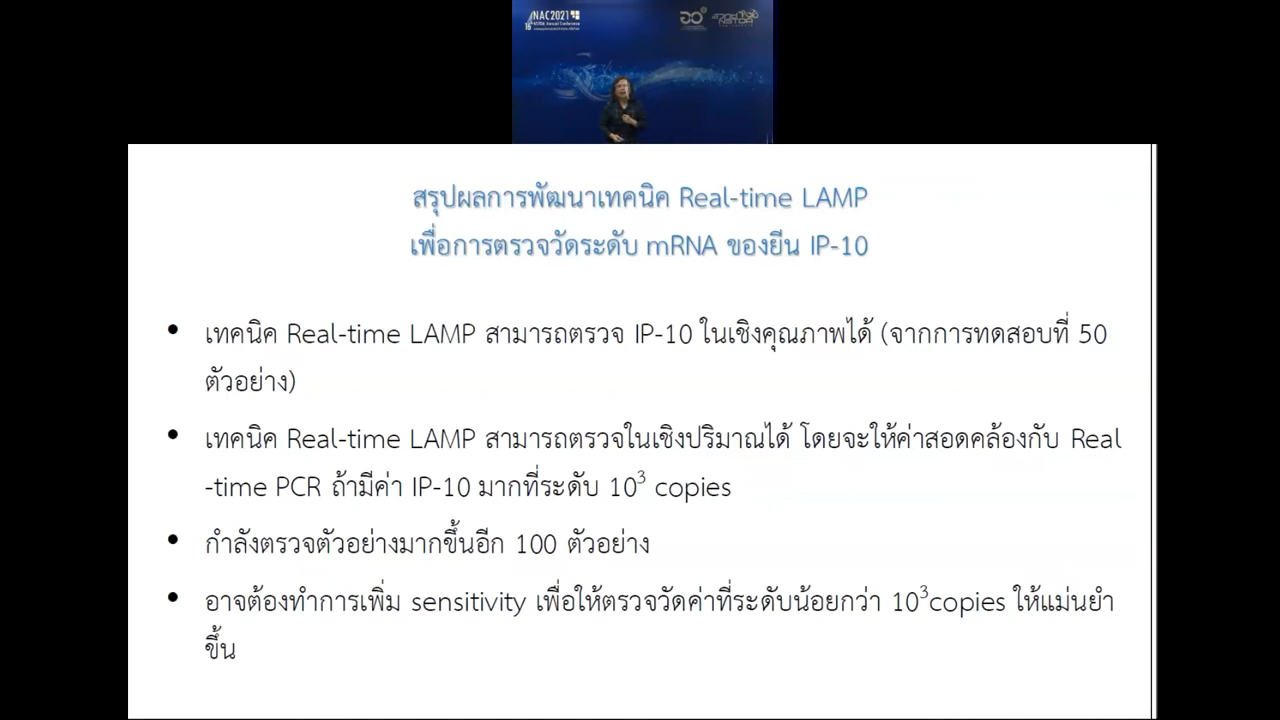 NAC2021
สรุปผลการพัฒนาเทคนิค Real-time LAMP
เพื่อการตรวจวัดระดับ mRNA ของยีน IP-10
• เทคนิค Real-time LAMP สามารถตรวจ IP-10 ในเชิงคุณภาพได้ (จากการทดสอบที่ 50
ตัวอย่าง)
• เทคนิค Real-time LAMP สามารถตรวจในเชิงปริมาณได้ โดยจะให้ค่าสอดคล้องกับ Real
-time PCR ถ้ามีค่า IP-10 มากที่ระดับ 10³ copies
• กำลังตรวจตัวอย่างมากขึ้นอีก 100 ตัวอย่าง
• อาจต้องทำการเพิ่ม sensitivity เพื่อให้ตรวจวัดค่าที่ระดับน้อยกว่า 10³copies ให้แม่นยำ
ขึ้น